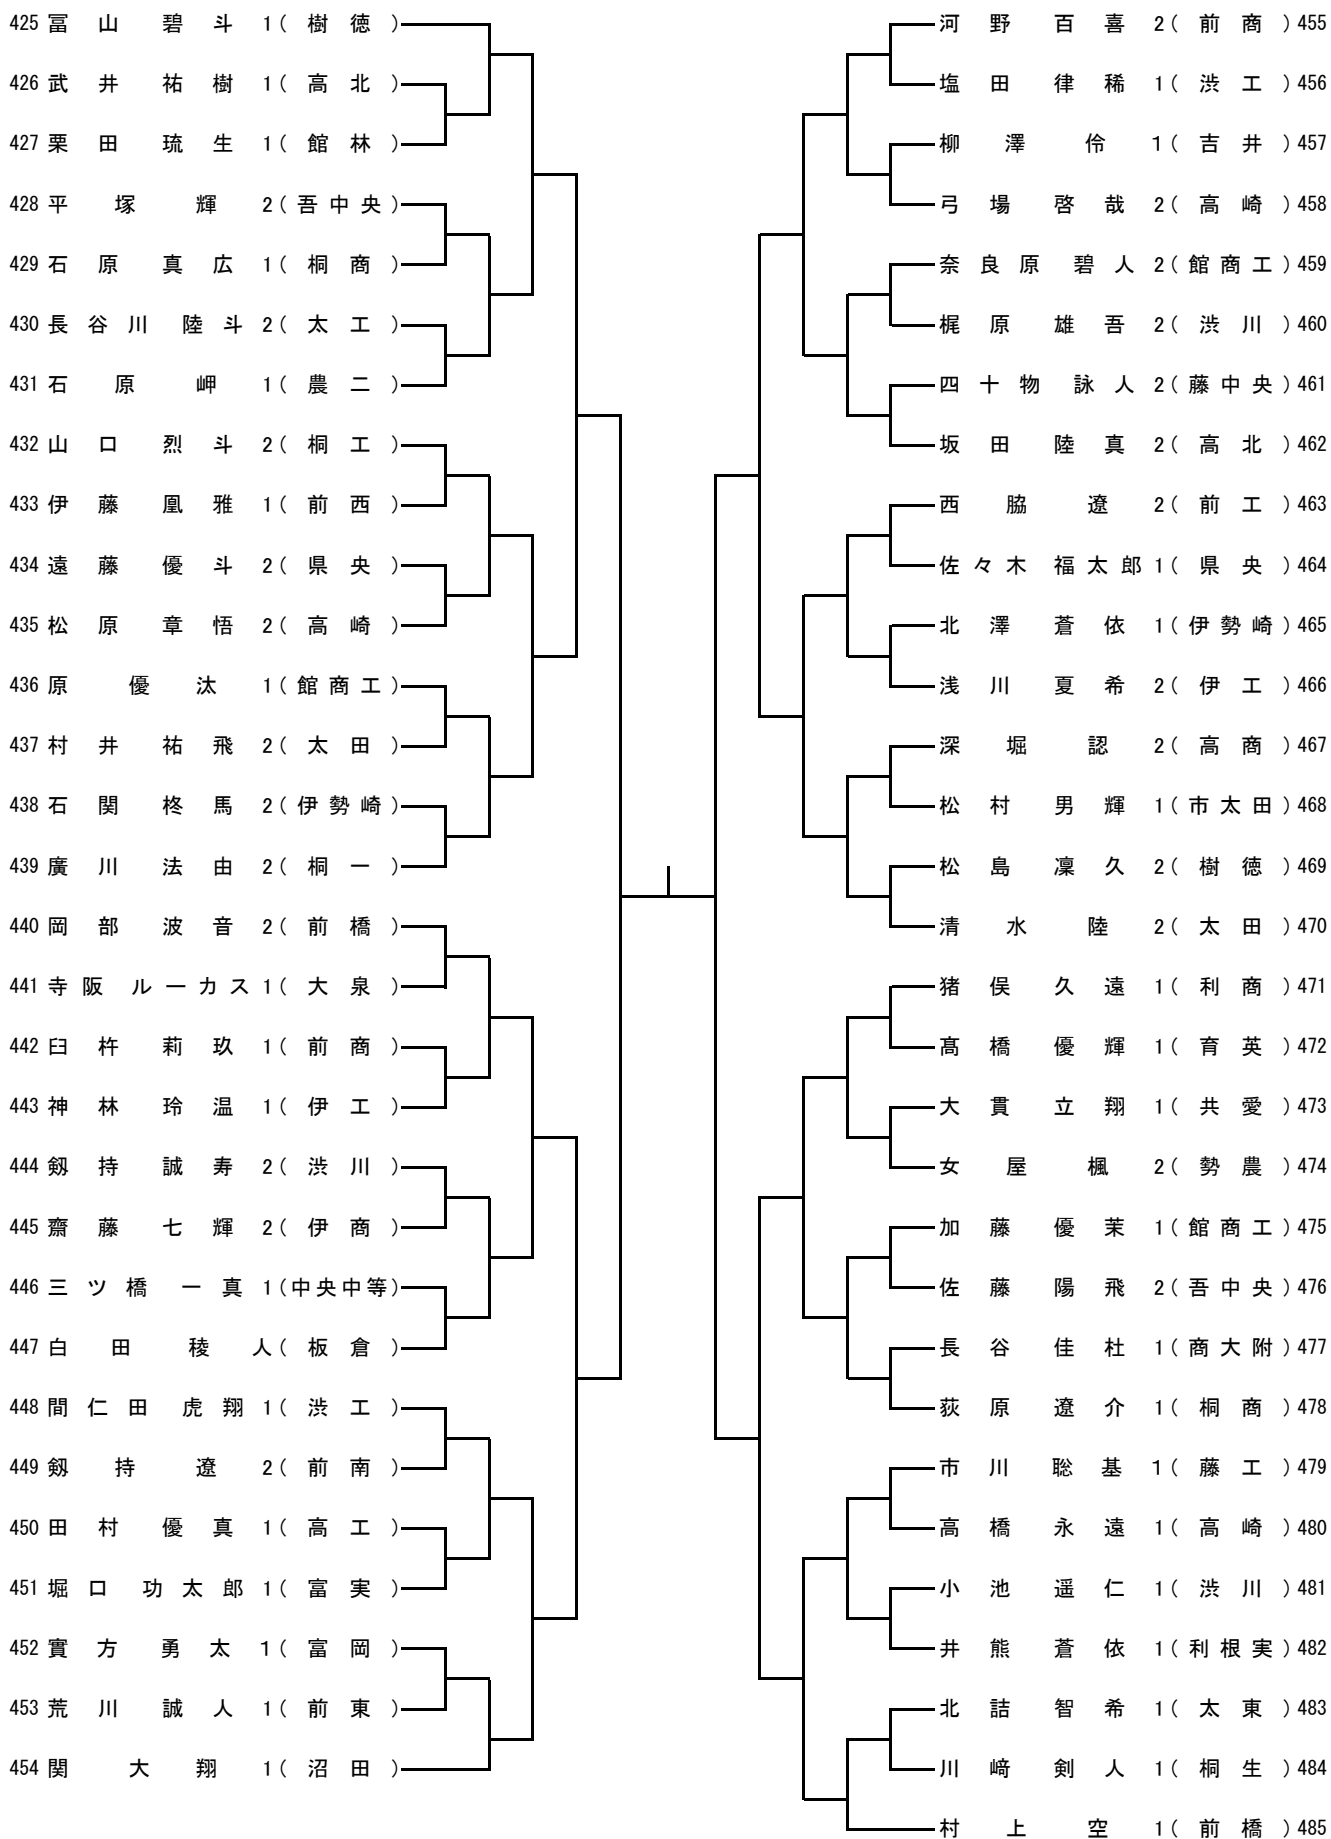 425 冨山 碧斗 1(樹徳)
426 武井 祐樹 1(高北)
427 栗田 琉生 1(館林)
428 平塚 輝 2(吾中央)
429 石原 真広 1(桐商)
430 長谷川 陸斗 2(太工)
431 石原 岬 1(農二)
432 山口 烈斗 2(桐工)
433 伊藤 凰雅 1(前西)
434 遠藤 優斗 2(県央)
435 松原 章悟 2(高崎)
436 原 優汰 1(館商工)
437 村井 祐飛 2(太田)
438 石関 柊馬 2(伊勢崎)
439 廣川 法由 2(桐一)
440 岡部 波音 2(前橋)
441 寺阪 ルーカス 1(大泉)
442 臼杵 莉玖 1(前商)
443 神林 玲温 1(伊工)
444 剱持 誠寿 2(渋川)
445 齋藤 七輝 2(伊商)
446 三ツ橋 一真 1(中央中等)
447 白田 稜人(板倉)
448 間仁田 虎翔 1(渋工)
449 剱持 遼 2(前南)
450 田村 優真 1(高工)
451 堀口 功太郎 1(富実)
452 實方 勇太 1(富岡)
453 荒川 誠人 1(前東)
454 関 大翔 1(沼田)
河野 百喜 2(前商)455
塩田 律稀 1(渋工)456
柳澤 伶 1(吉井)457
弓場 啓哉 2(高崎)458
奈良原 碧人 2(館商工)459
梶原 雄吾 2(渋川)460
四十物 詠人 2(藤中央)461
坂田 陸真 2(高北)462
西脇 遼 2(前工)463
佐々木 福太郎 1(県央)464
北澤 蒼依 1(伊勢崎)465
浅川 夏希 2(伊工)466
深堀 認 2(高商)467
松村 男輝 1(市太田)468
松島 凜久 2(樹徳)469
清水 陸 2(太田)470
猪俣 久遠 1(利商)471
髙橋 優輝 1(育英)472
大貫 立翔 1(共愛)473
女屋 楓 2(勢農)474
加藤 優茉 1(館商工)475
佐藤 陽飛 2(吾中央)476
長谷 佳杜 1(商大附)477
荻原 遼介 1(桐商)478
市川 聡基 1(藤工)479
高橋 永遠 1(高崎)480
小池 遥仁 1(渋川)481
井熊 蒼依 1(利根実)482
北詰 智希 1(太東)483
川﨑 剣人 1(桐生)484
村上 空 1(前橋)485